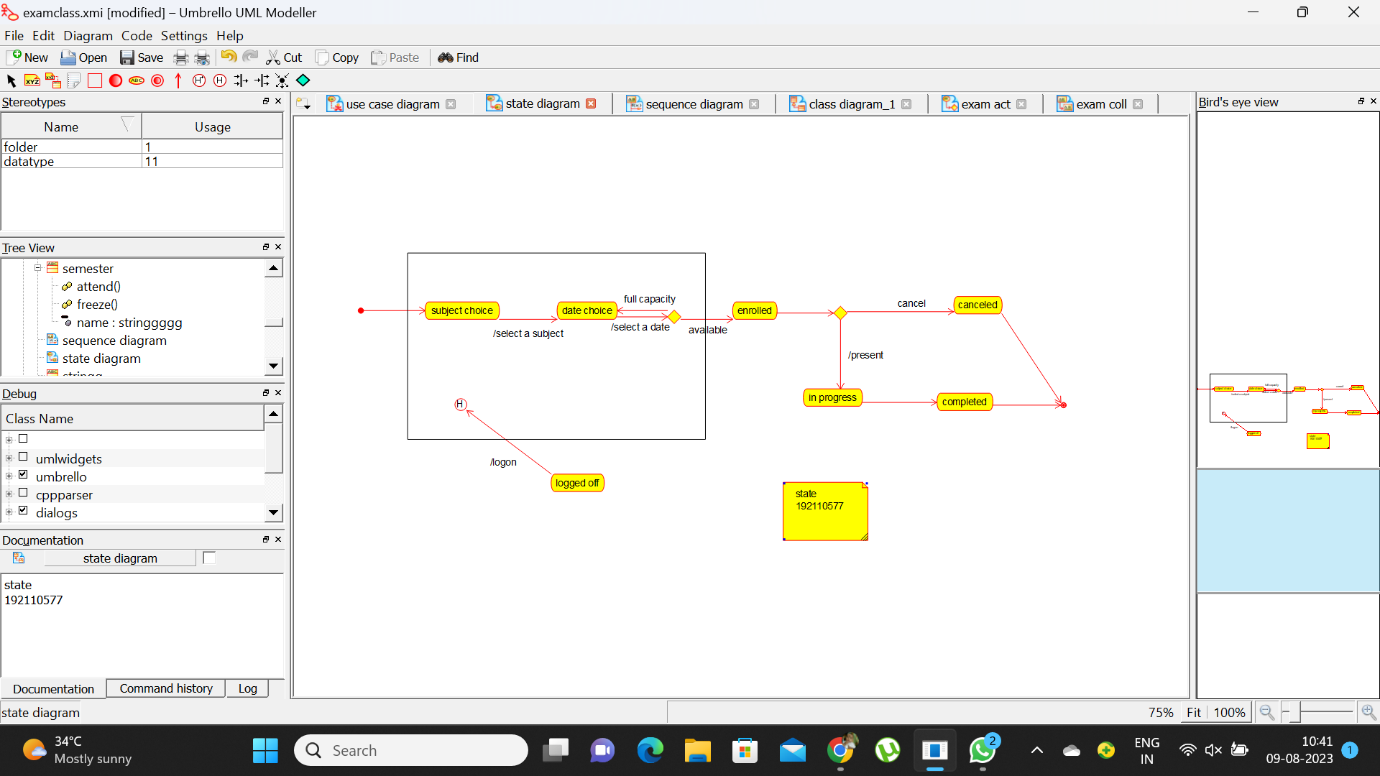 examclass.xmi [modified] – Umbrello UML Modeller
File Edit Diagram Code Settings Help
New Open Save Cut Copy Paste Find
Stereotypes
Name Usage
folder 1
datatype 11
Tree View
semester
attend()
freeze()
name : stringgggg
sequence diagram
state diagram
Debug
Class Name
umlwidgets
umbrello
cppparser
dialogs
Documentation
state diagram
state
192110577
Documentation Command history Log
state diagram
use case diagram state diagram sequence diagram class diagram_1 exam act exam coll
subject choice
/select a subject
date choice
full capacity
/select a date
available
enrolled
cancel
canceled
/present
in progress
completed
H
/logon
logged off
state
192110577
Bird's eye view
75% Fit 100%
34°C
Mostly sunny
Search
2
ENG
IN
10:41
09-08-2023
1